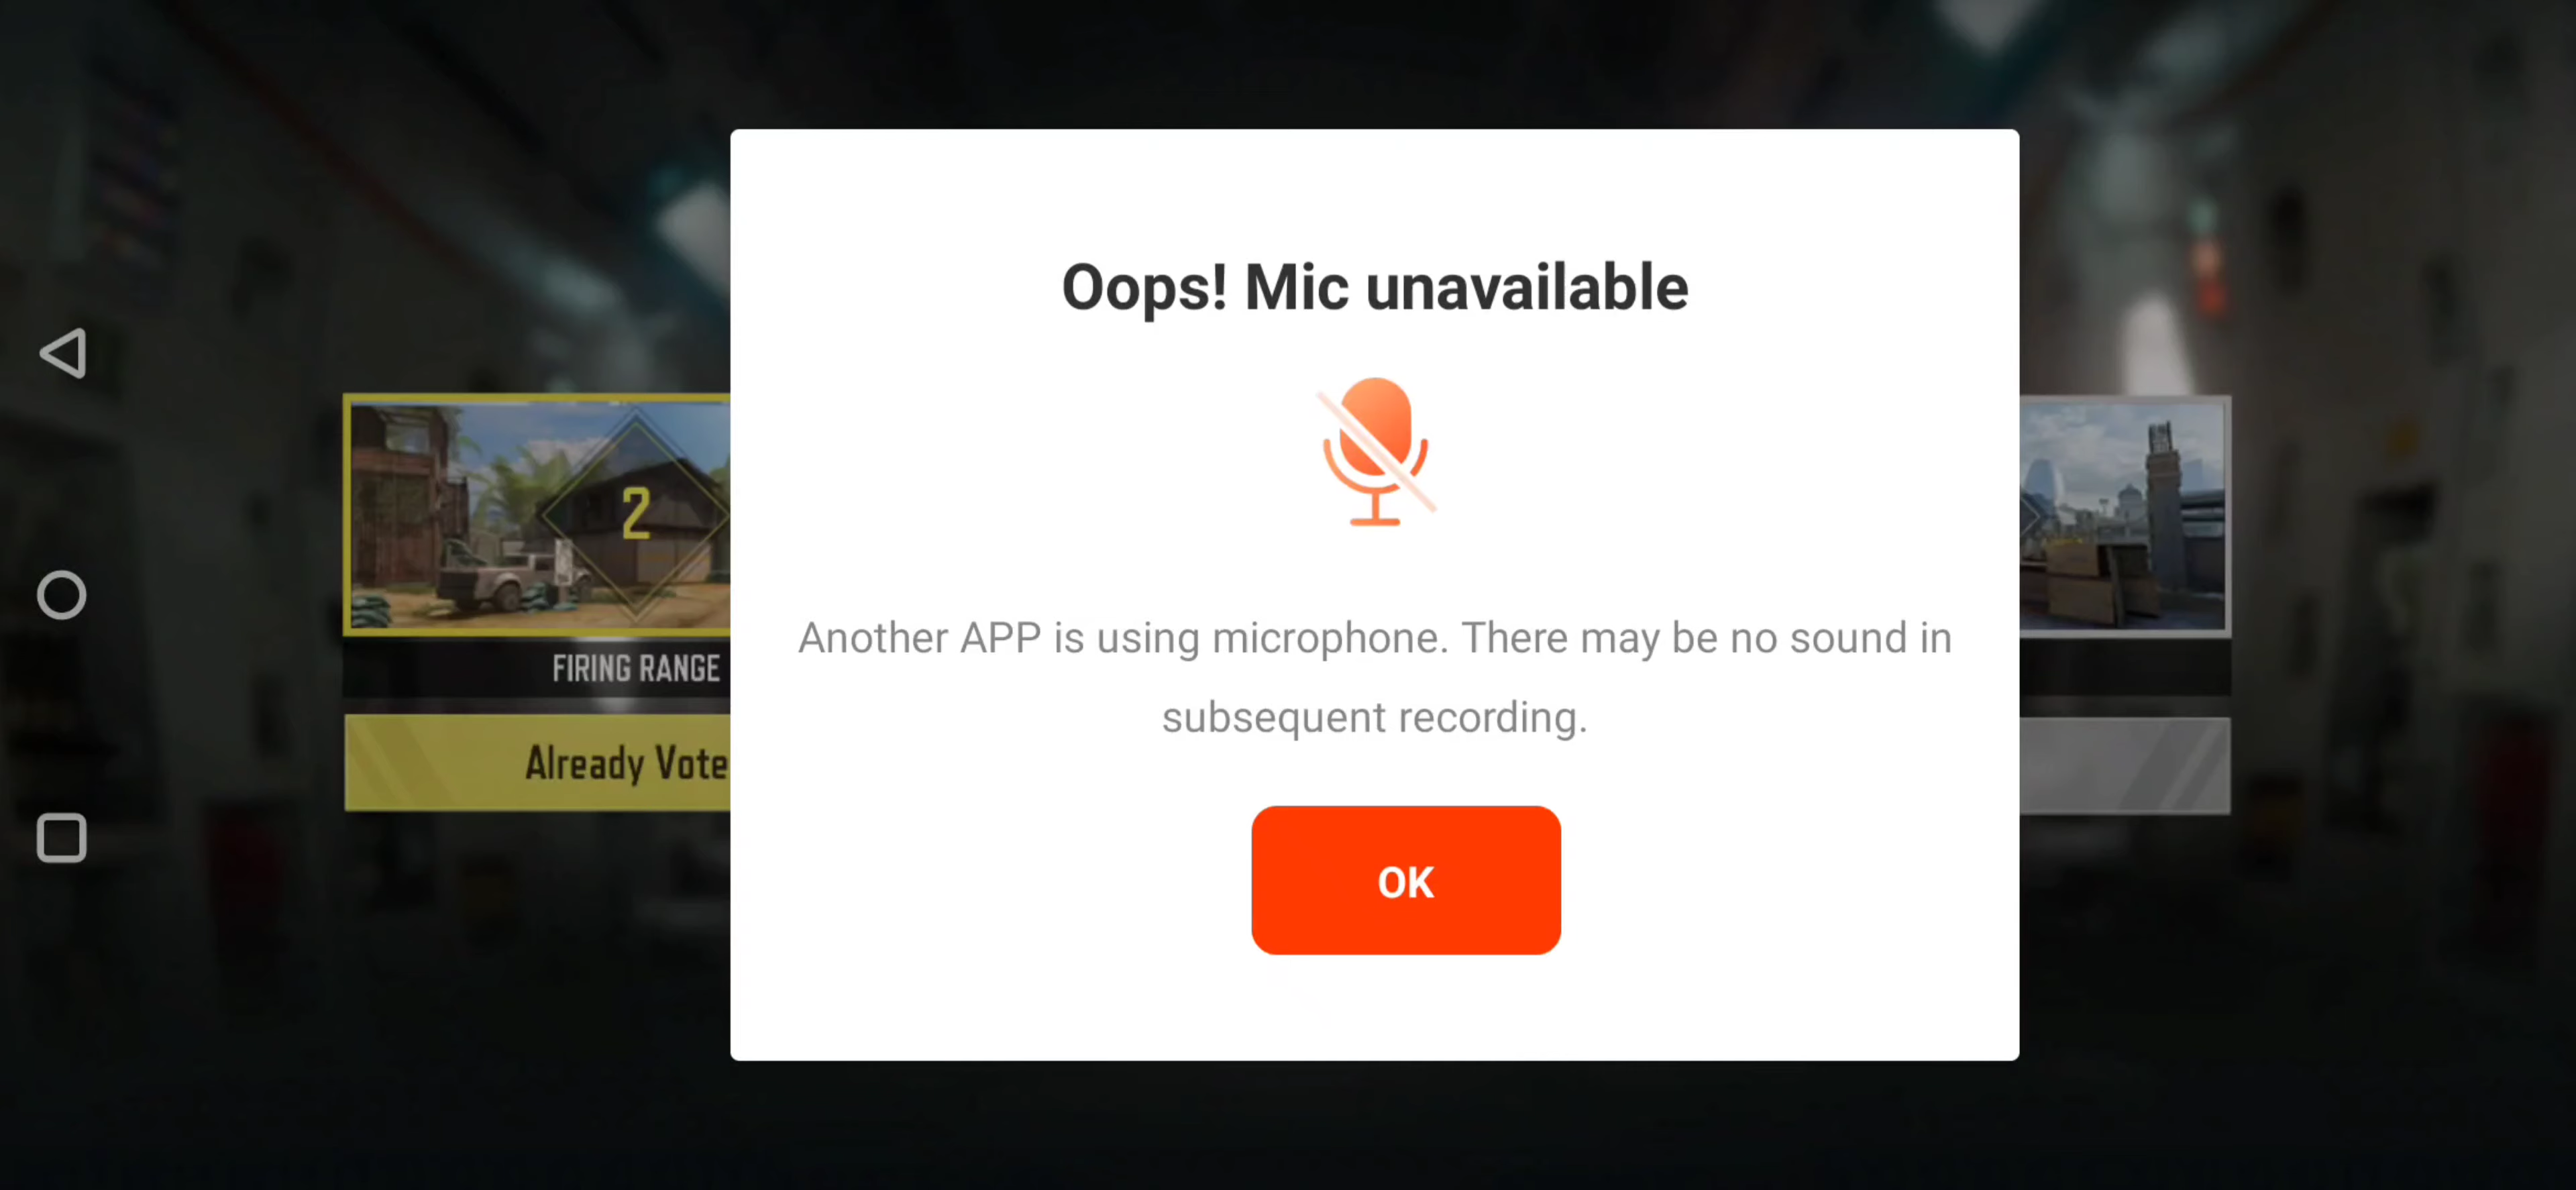 Oops! Mic unavailable
2
FIRING RANGE
Another APP is using microphone. There may be no sound in
subsequent recording.
Already Vote
OK